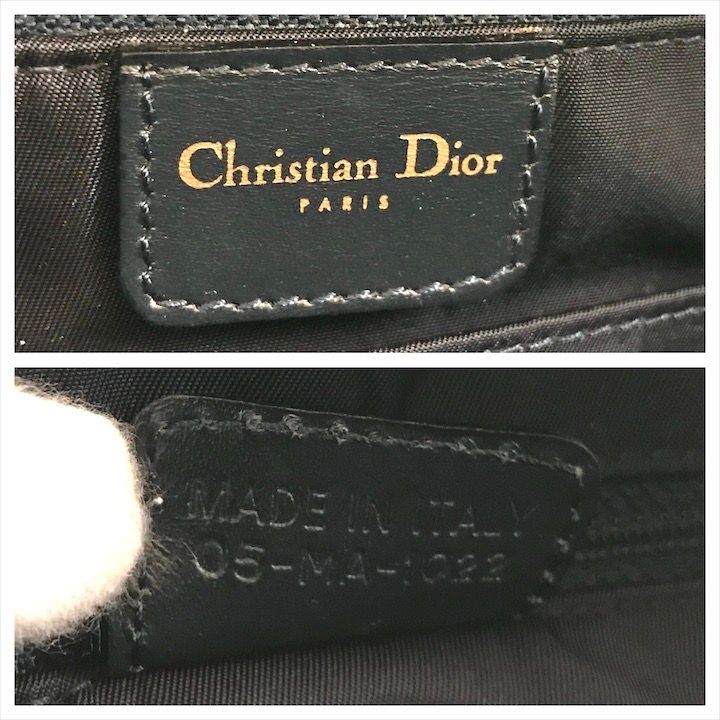 Christian Dior
PARIS
MADE IN ITALY
05-MA-1022